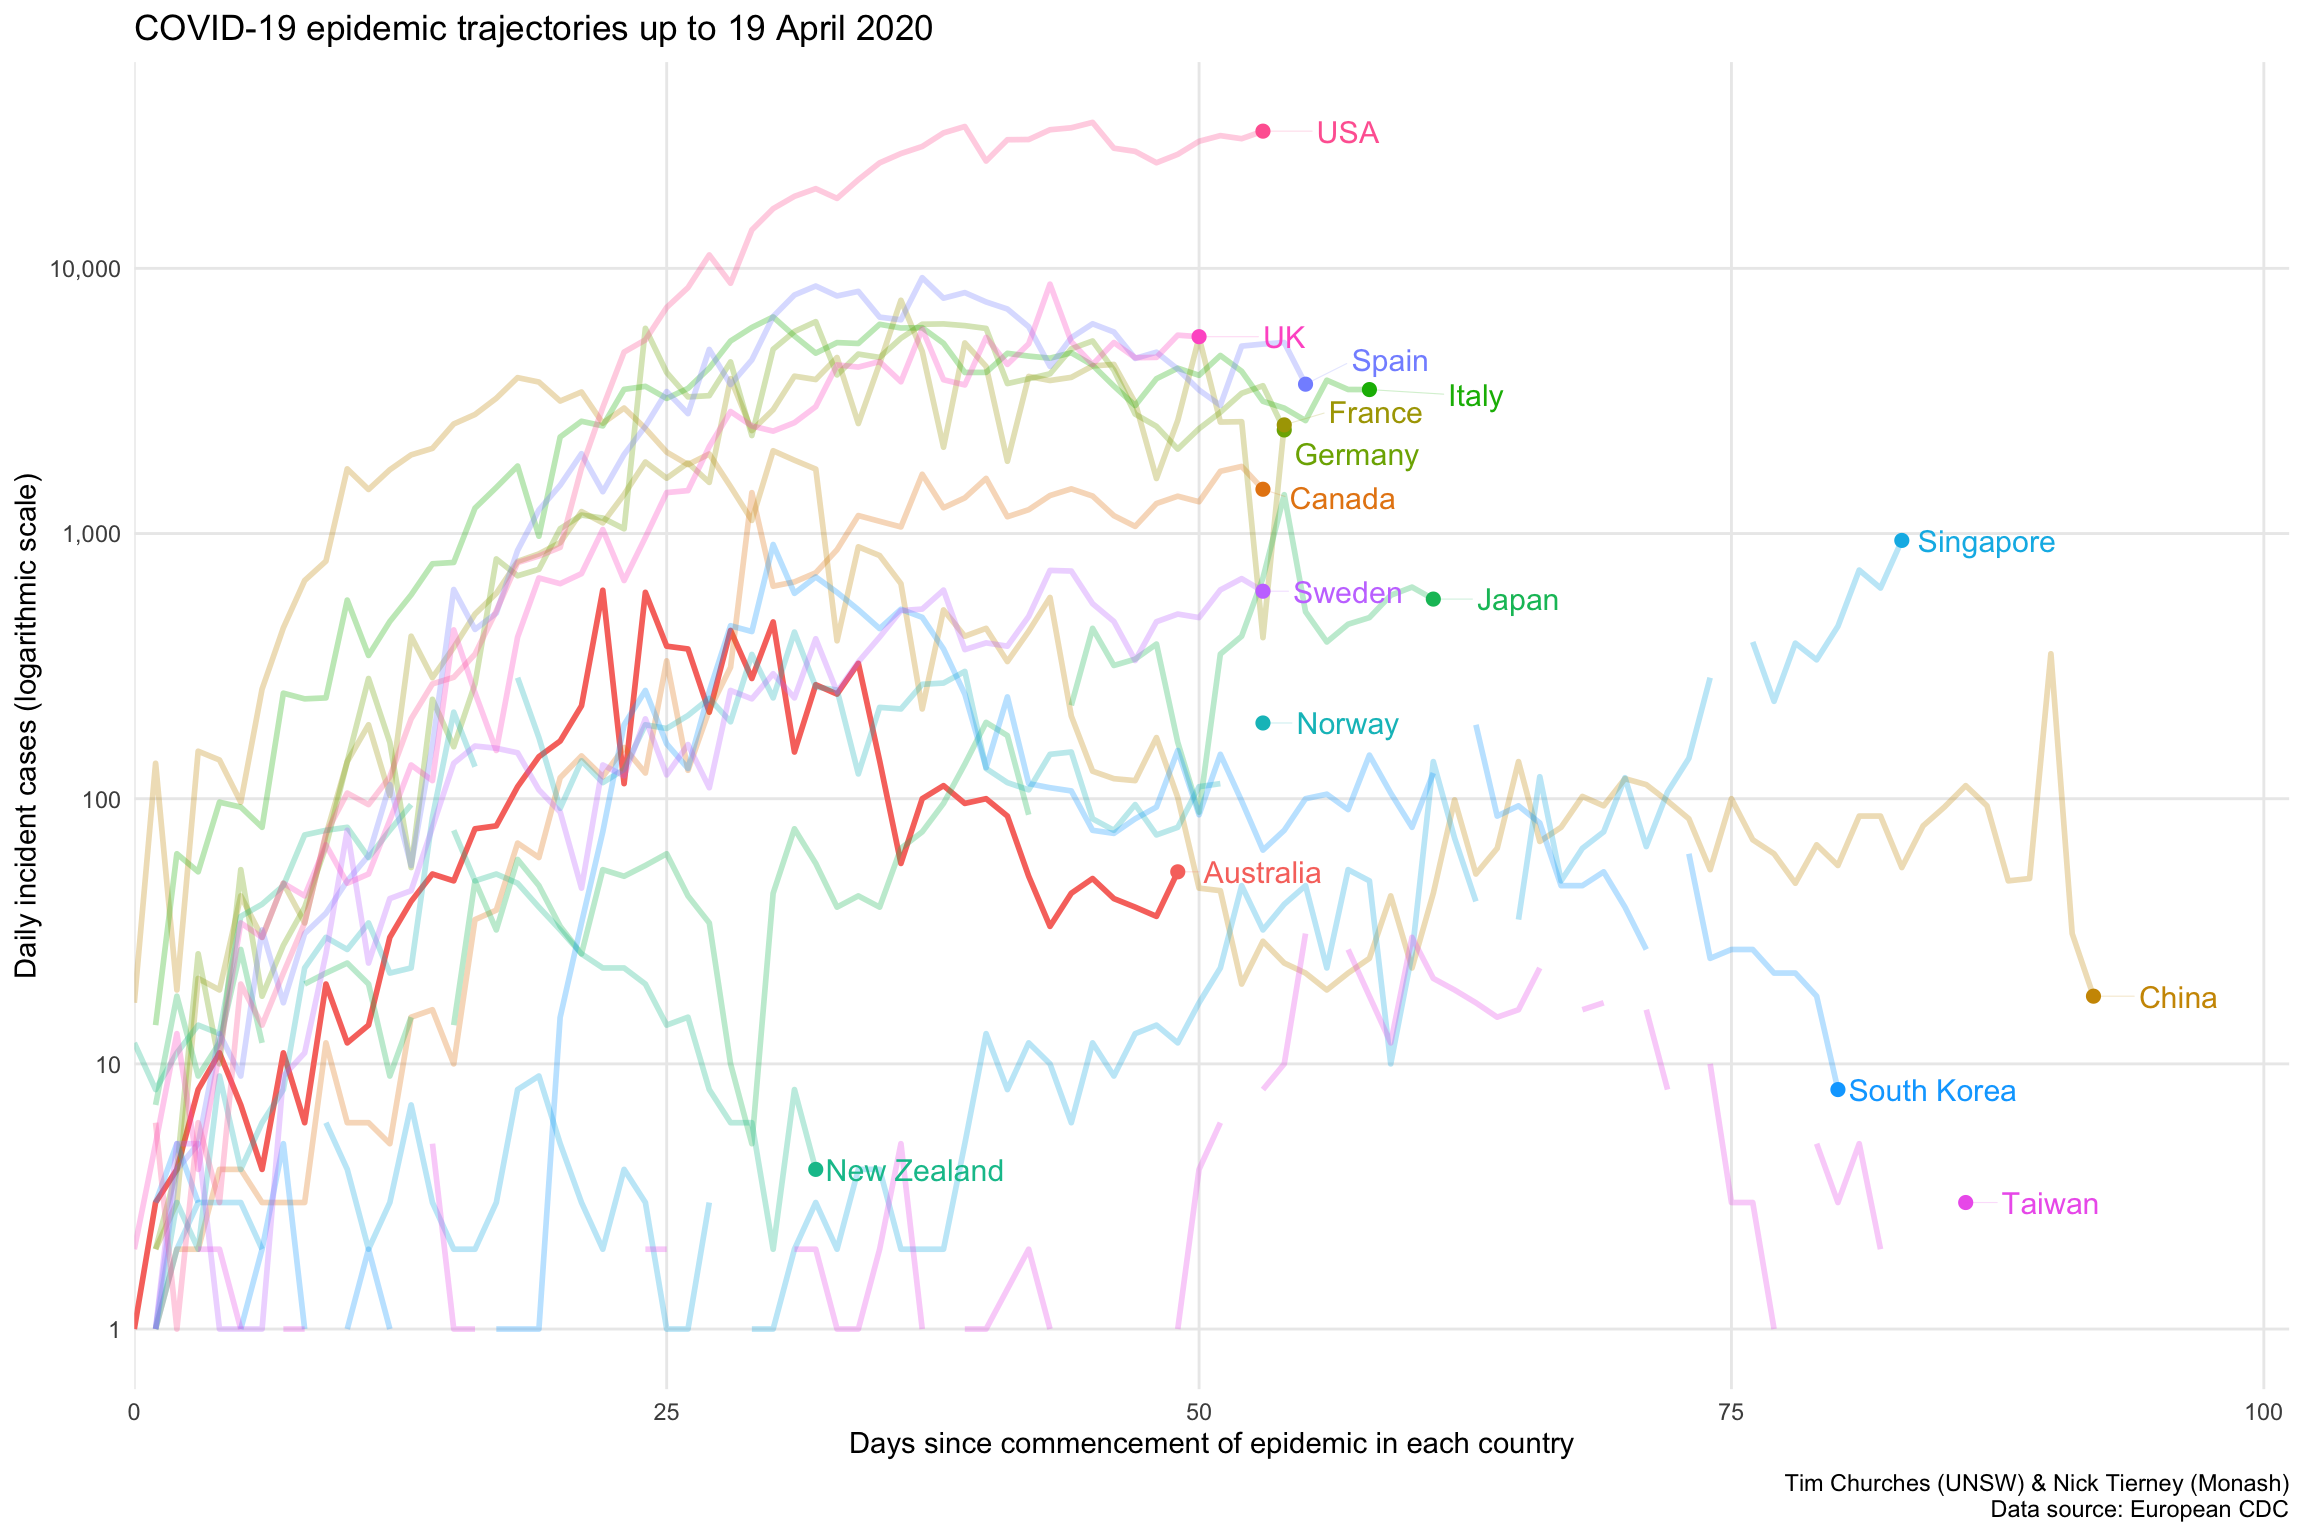 COVID-19 epidemic trajectories up to 19 April 2020
Daily incident cases (logarithmic scale)
10,000
1,000
100
10
1
USA
UK
Spain
Italy
France
Germany
Canada
Singapore
Sweden
Japan
Norway
Australia
China
South Korea
New Zealand
Taiwan
0
25
50
75
100
Days since commencement of epidemic in each country
Tim Churches (UNSW) & Nick Tierney (Monash)
Data source: European CDC